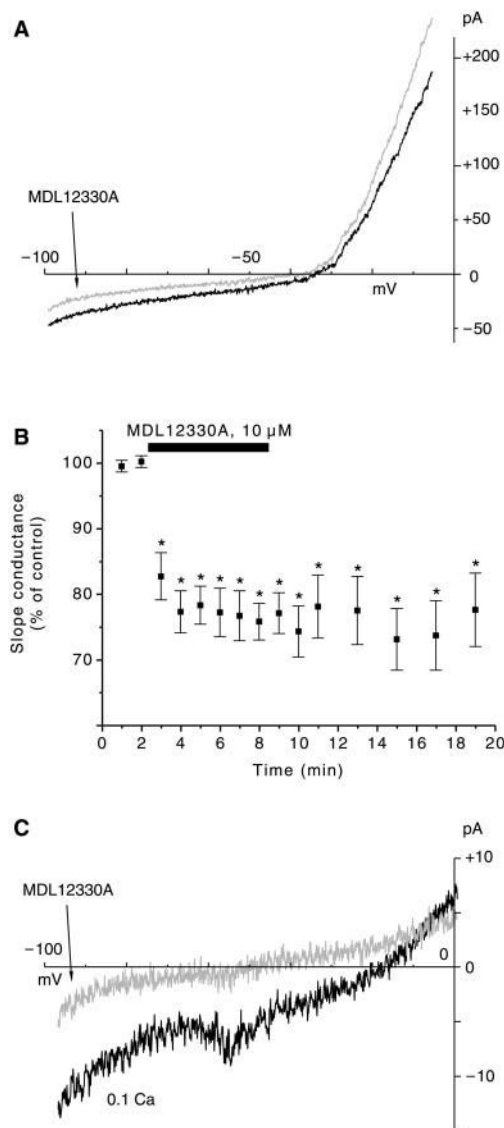 A
pA
+200
+150
+100
MDL12330A
+50
−100
−50
0
mV
−50
B
MDL12330A, 10 µM
100
90
80
70
Slope conductance
(% of control)
* * * * * * * * * * * * *
0 2 4 6 8 10 12 14 16 18 20
Time (min)
C
pA
+10
MDL12330A
−100
0
0
mV
−10
0.1 Ca